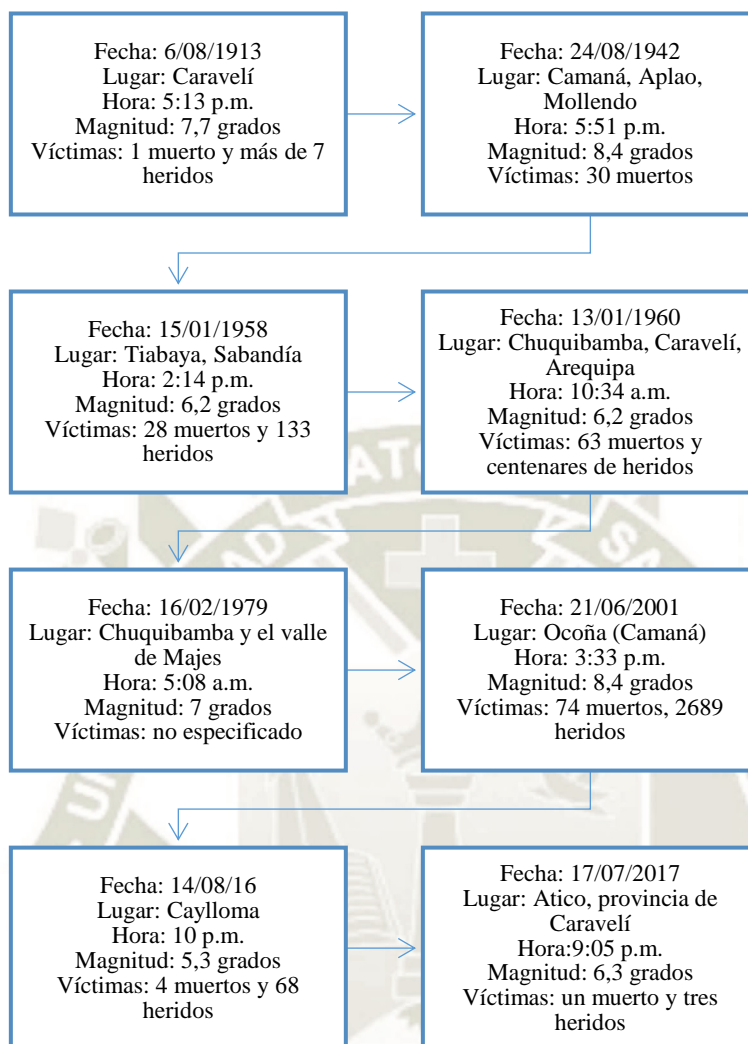 Fecha: 6/08/1913
Lugar: Caravelí
Hora: 5:13 p.m.
Magnitud: 7,7 grados
Víctimas: 1 muerto y más de 7
heridos
Fecha: 24/08/1942
Lugar: Camaná, Aplao,
Mollendo
Hora: 5:51 p.m.
Magnitud: 8,4 grados
Víctimas: 30 muertos
Fecha: 15/01/1958
Lugar: Tiabaya, Sabandía
Hora: 2:14 p.m.
Magnitud: 6,2 grados
Víctimas: 28 muertos y 133
heridos
Fecha: 13/01/1960
Lugar: Chuquibamba, Caravelí,
Arequipa
Hora: 10:34 a.m.
Magnitud: 6,2 grados
Víctimas: 63 muertos y
centenares de heridos
Fecha: 16/02/1979
Lugar: Chuquibamba y el valle
de Majes
Hora: 5:08 a.m.
Magnitud: 7 grados
Víctimas: no especificado
Fecha: 21/06/2001
Lugar: Ocoña (Camaná)
Hora: 3:33 p.m.
Magnitud: 8,4 grados
Víctimas: 74 muertos, 2689
heridos
Fecha: 14/08/16
Lugar: Caylloma
Hora: 10 p.m.
Magnitud: 5,3 grados
Víctimas: 4 muertos y 68
heridos
Fecha: 17/07/2017
Lugar: Atico, provincia de
Caravelí
Hora:9:05 p.m.
Magnitud: 6,3 grados
Víctimas: un muerto y tres
heridos